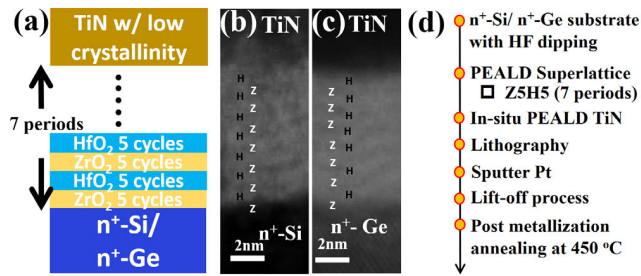 (a)
TiN w/ low
crystallinity
7 periods
HfO₂ 5 cycles
ZrO₂ 5 cycles
HfO₂ 5 cycles
ZrO₂ 5 cycles
n⁺-Si/
n⁺-Ge
(b)
TiN
H
Z
H
Z
H
Z
H
Z
H
Z
H
Z
H
Z
2nm
n⁺-Si
(c)
TiN
H
Z
H
Z
H
Z
H
Z
H
Z
H
Z
H
Z
2nm
n⁺- Ge
(d)
n⁺-Si/ n⁺-Ge substrate
with HF dipping
PEALD Superlattice
Z5H5 (7 periods)
In-situ PEALD TiN
Lithography
Sputter Pt
Lift-off process
Post metallization
annealing at 450 °C